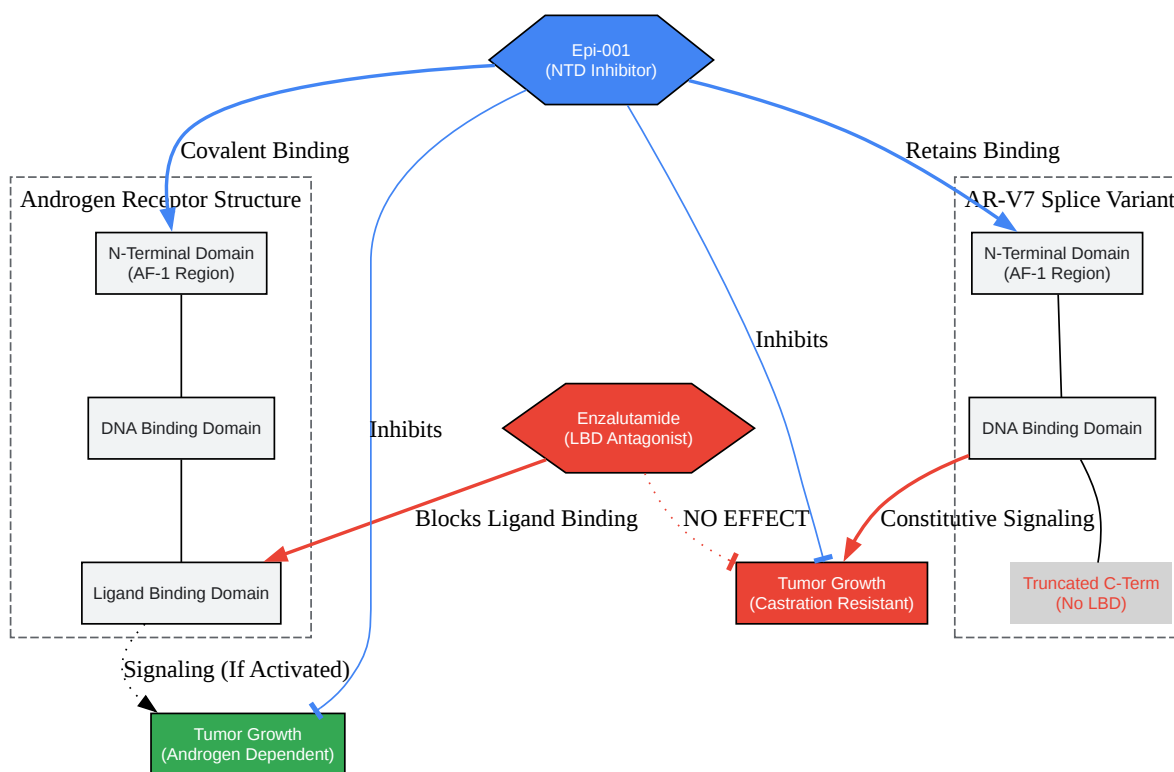 Epi-001
(NTD Inhibitor)
Covalent Binding
Retains Binding
Androgen Receptor Structure
AR-V7 Splice Variant
N-Terminal Domain
(AF-1 Region)
N-Terminal Domain
(AF-1 Region)
Inhibits
Enzalutamide
(LBD Antagonist)
DNA Binding Domain
Inhibits
DNA Binding Domain
Blocks Ligand Binding
NO EFFECT
Constitutive Signaling
Ligand Binding Domain
Tumor Growth
(Castration Resistant)
Truncated C-Term
(No LBD)
Signaling (If Activated)
Tumor Growth
(Androgen Dependent)